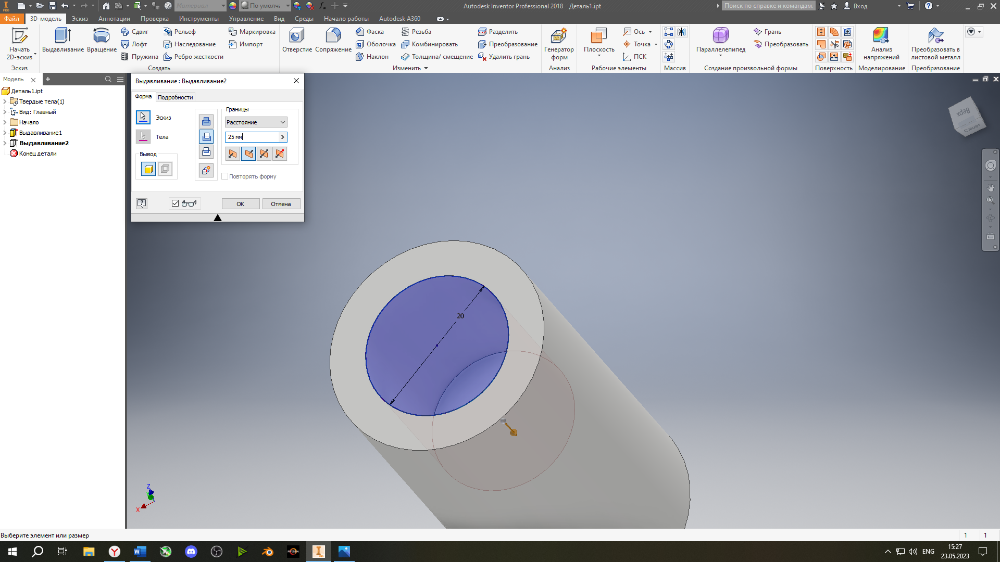 Материал
По умолча
Autodesk Inventor Professional 2018 Деталь1.ipt
Поиск по справке и командам.
Вход
PRO
Файл 3D-модель Эскиз Аннотации Проверка Инструменты Управление Вид Среды Начало работы Autodesk A360
Начать
2D-эскиз
Эскиз
Выдавливание
Вращение
Сдвиг
Лофт
Пружина
Рельеф
Наследование
Ребро жесткости
Маркировка
Импорт
Создать
Отверстие
Сопряжение
Фаска
Оболочка
Наклон
Резьба
Комбинировать
Толщина/ смещение
Разделить
Преобразование
Удалить грань
Изменить
Генератор
форм
Анализ
Плоскость
Ось
Точка
ПСК
Рабочие элементы
Массив
Параллелепипед
Грань
Преобразовать
Создание произвольной формы
Поверхность
Анализ
напряжений
Моделирование
Преобразовать в
листовой металл
Преобразование
Модель
Деталь1.ipt
Твердые тела(1)
Вид: Главный
Начало
Выдавливание1
Выдавливание2
Конец детали
Выдавливание : Выдавливание2
Форма
Подробности
Эскиз
Тела
Вывод
Границы
Расстояние
25 мм
Повторять форму
ОК
Отмена
20
Верх
Z
X
Выберите элемент или размер
1 1
RYZEN
ENG
15:27
23.05.2023